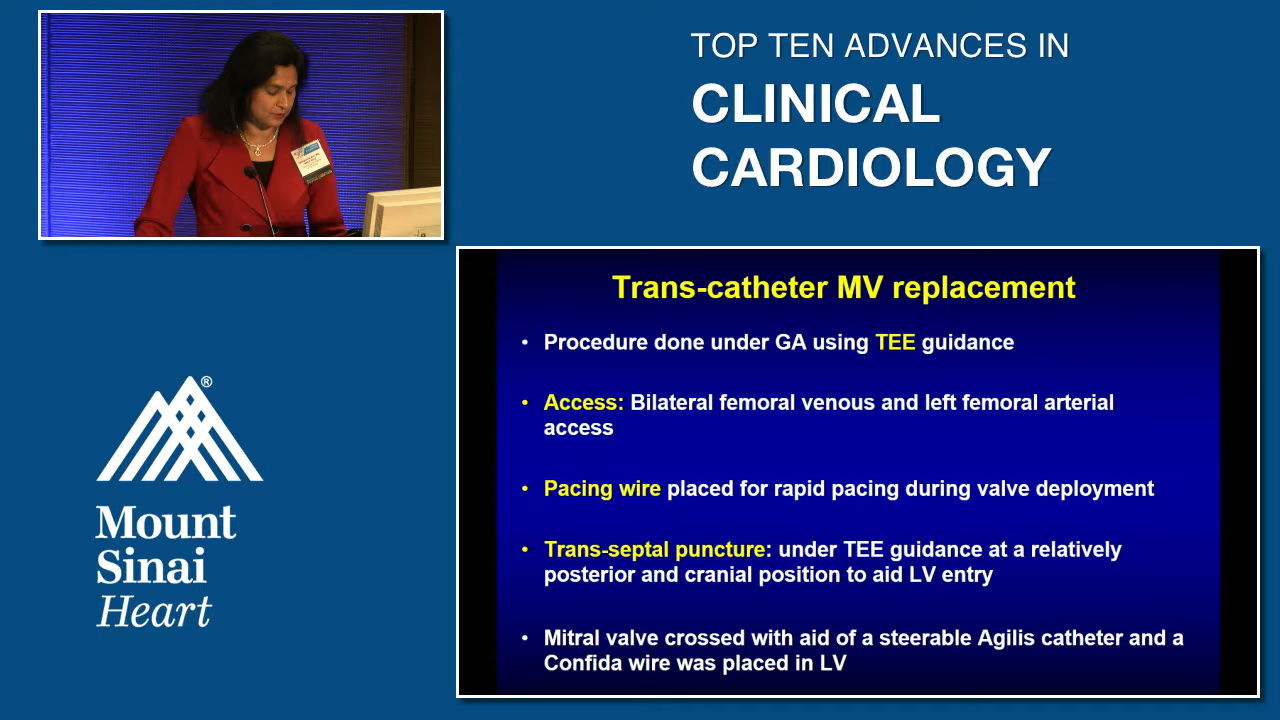 TOP TEN ADVANCES IN
CLINICAL
CARDIOLOGY
Mount
Sinai
Heart
®
Trans-catheter MV replacement
• Procedure done under GA using TEE guidance
• Access: Bilateral femoral venous and left femoral arterial
access
• Pacing wire placed for rapid pacing during valve deployment
• Trans-septal puncture: under TEE guidance at a relatively
posterior and cranial position to aid LV entry
• Mitral valve crossed with aid of a steerable Agilis catheter and a
Confida wire was placed in LV